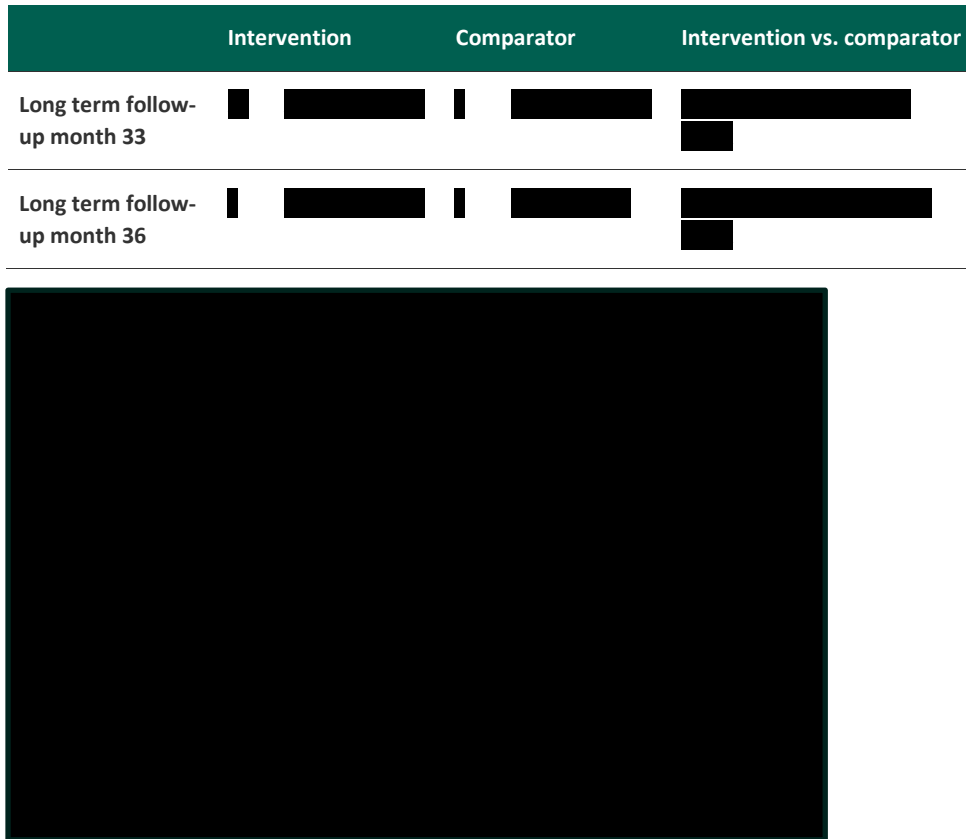 Intervention Comparator Intervention vs. comparator
Long term follow-
up month 33
Long term follow-
up month 36